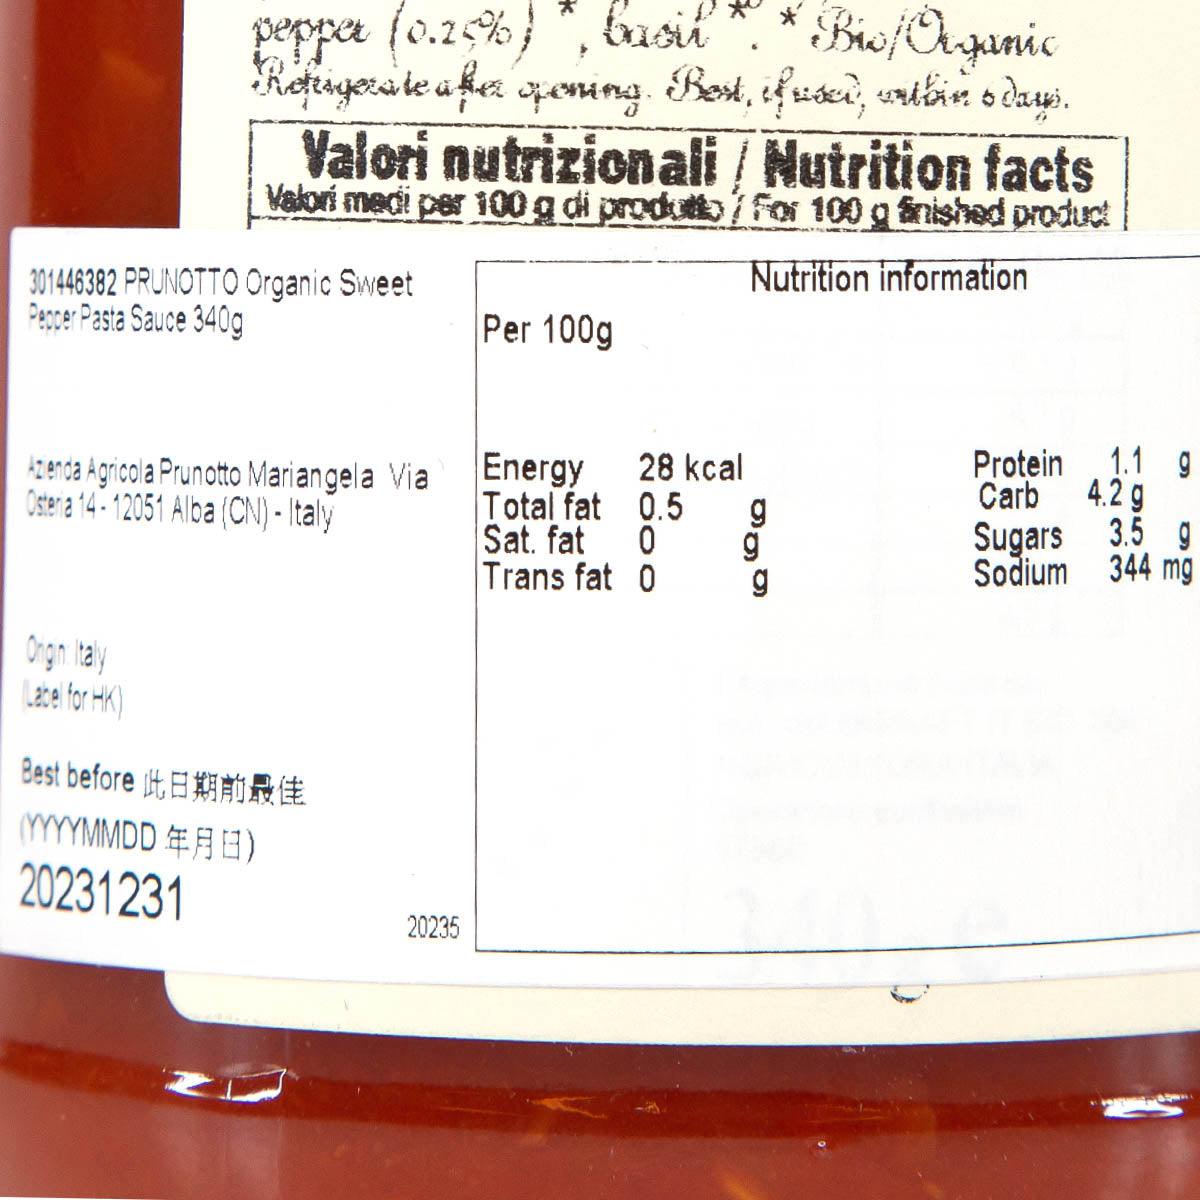 pepper (0.25%) *, basil *. * Bio/Organic
Refrigerate after opening. Best, if used, within 5 days.
Valori nutrizionali / Nutrition facts
Valori medi per 100 g di prodotto / For 100 g finished product
301446382 PRUNOTTO Organic Sweet
Pepper Pasta Sauce 340g
Azienda Agricola Prunotto Mariangela Via
Osteria 14 - 12051 Alba (CN) - Italy
Origin: Italy
(Label for HK)
Best before 此日期前最佳
(YYYYMMDD 年月日)
20231231
20235
Nutrition information
Per 100g
Energy 28 kcal Protein 1.1 g
Total fat 0.5 g Carb 4.2 g
Sat. fat 0 g Sugars 3.5 g
Trans fat 0 g Sodium 344 mg
340 g e